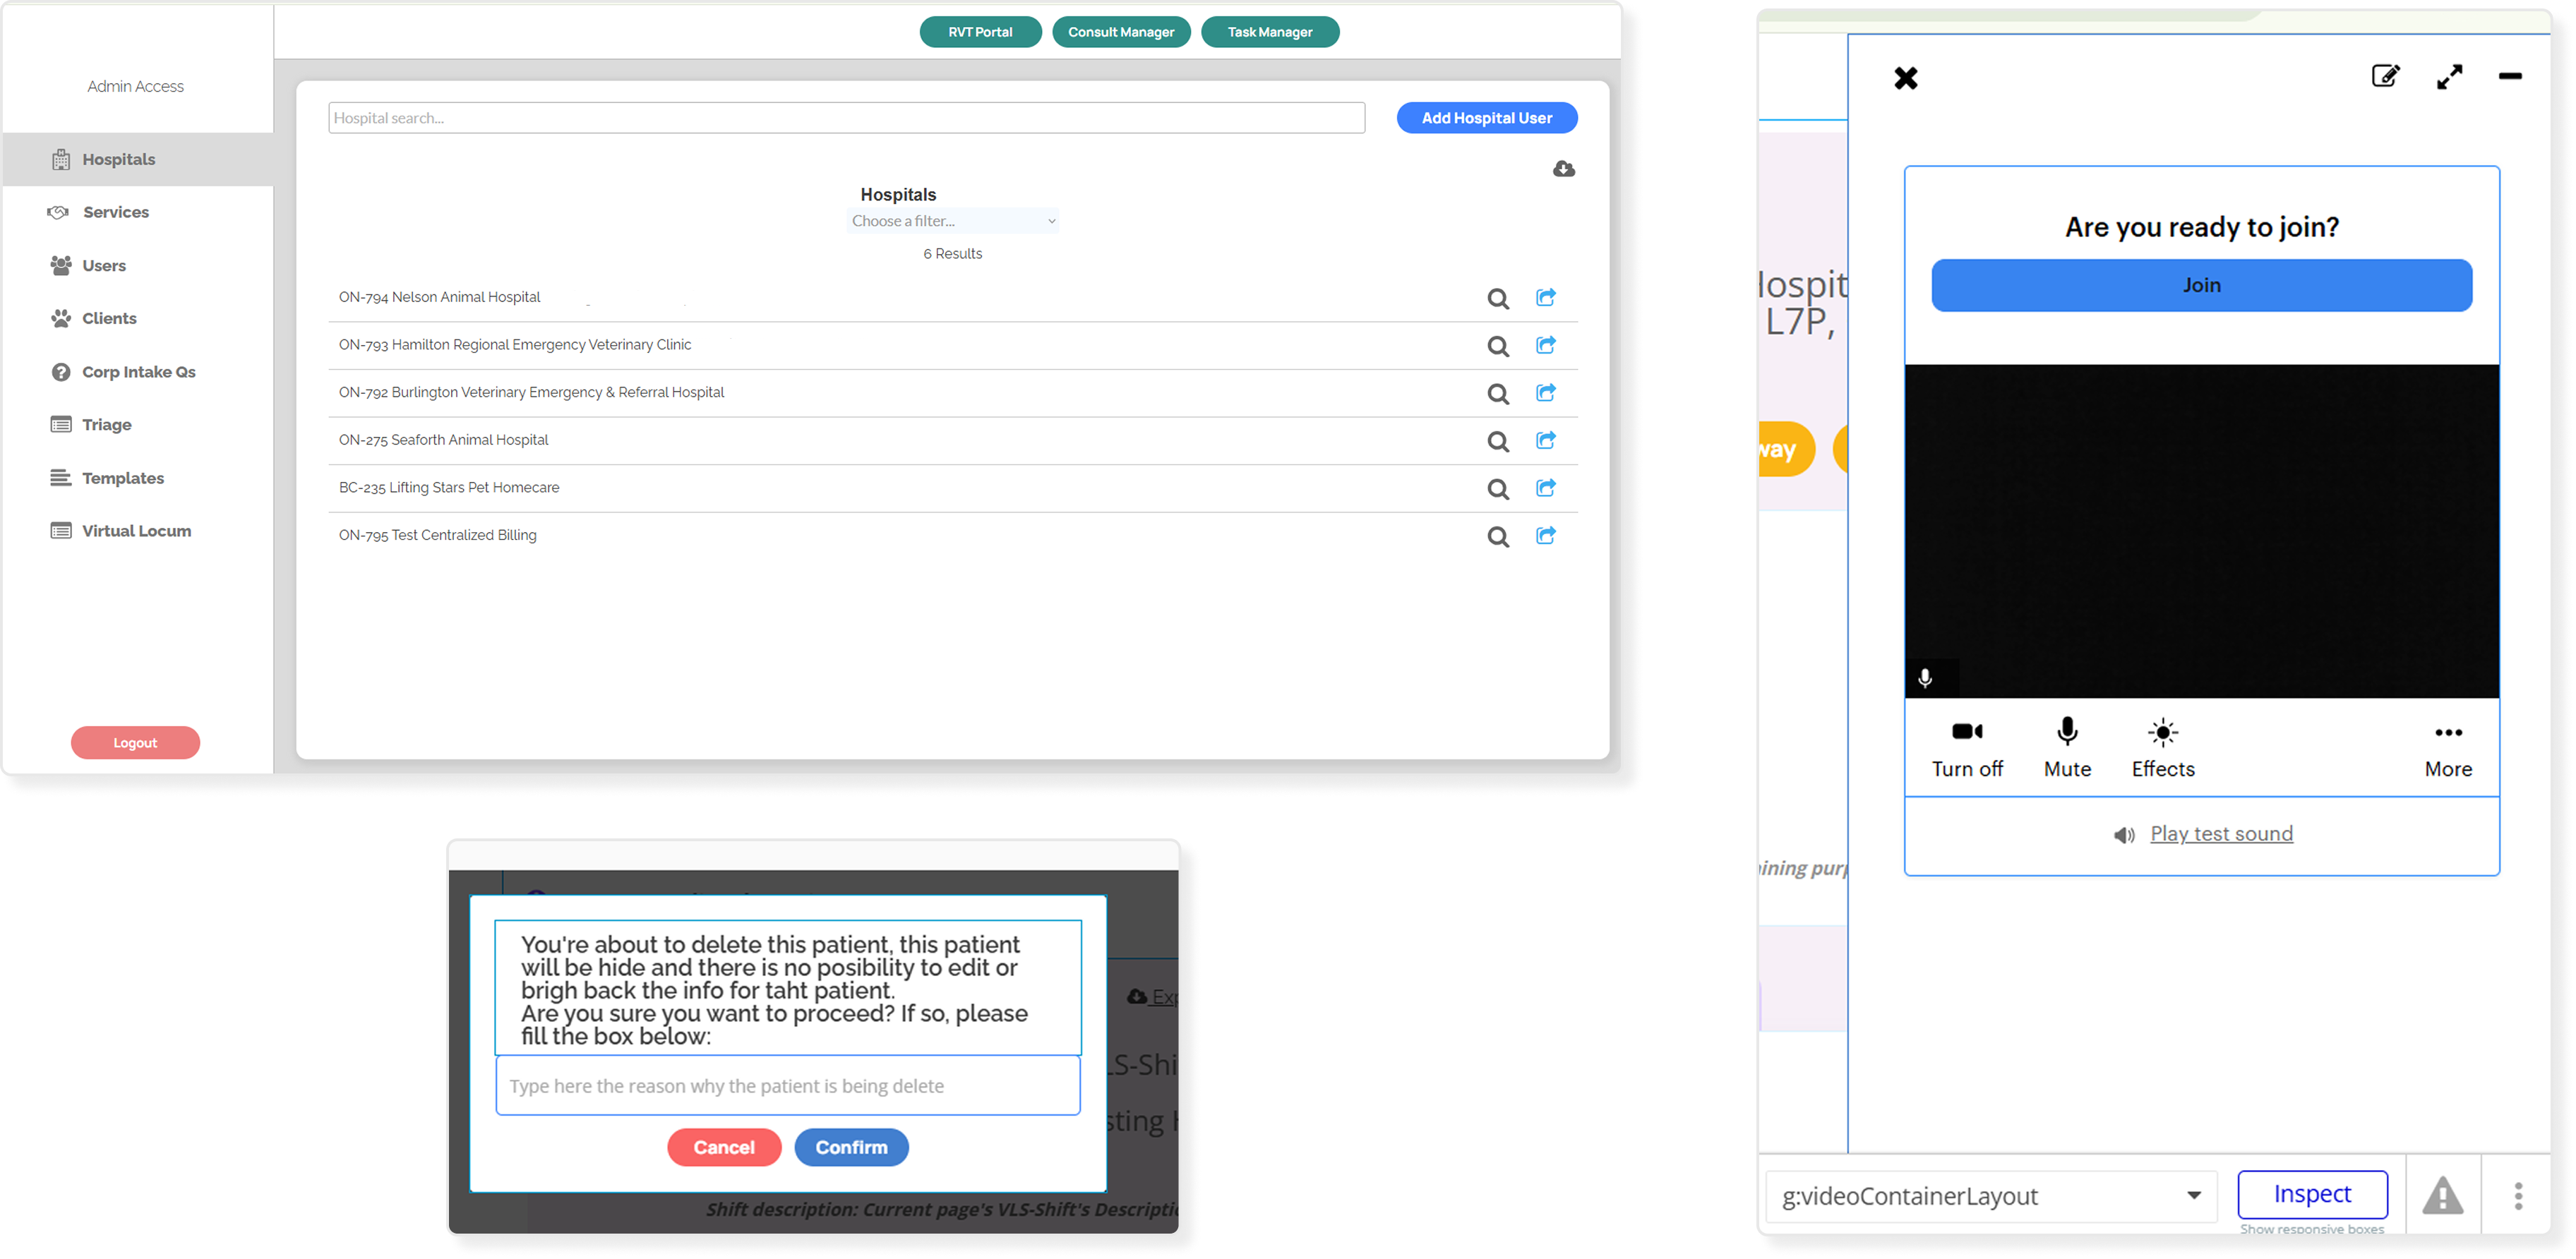 RVT Portal
Consult Manager
Task Manager
Admin Access
Hospitals
Services
Users
Clients
Corp Intake Qs
Triage
Templates
Virtual Locum
Logout
Hospital search...
Add Hospital User
Hospitals
Choose a filter...
6 Results
ON-794 Nelson Animal Hospital
ON-793 Hamilton Regional Emergency Veterinary Clinic
ON-792 Burlington Veterinary Emergency & Referral Hospital
ON-275 Seaforth Animal Hospital
BC-235 Lifting Stars Pet Homecare
ON-795 Test Centralized Billing
You're about to delete this patient, this patient
will be hide and there is no posibility to edit or
brigh back the info for taht patient.
Are you sure you want to proceed? If so, please
fill the box below:
Type here the reason why the patient is being delete
Cancel
Confirm
Exp
LS-Shi
sting
Shift description: Current page's VLS-Shift's Descripti
Hospit
L7P,
way
ining purp
Are you ready to join?
Join
Turn off
Mute
Effects
More
Play test sound
g:videoContainerLayout
Inspect
Show responsive boxes